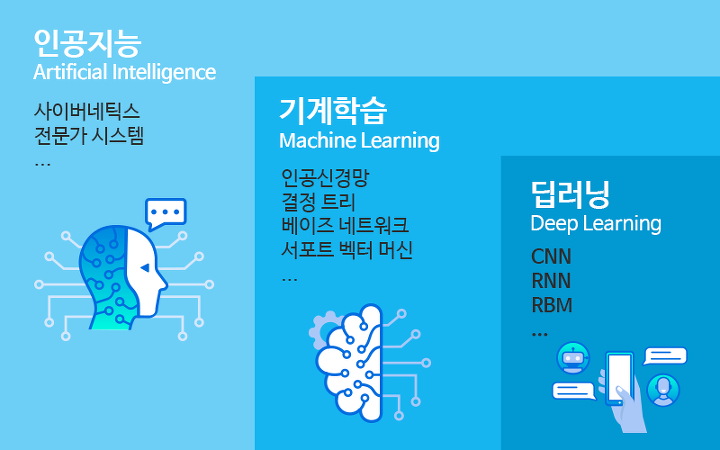 인공지능
Artificial Intelligence
사이버네틱스
전문가 시스템
...
기계학습
Machine Learning
인공신경망
결정 트리
베이즈 네트워크
서포트 벡터 머신
...
딥러닝
Deep Learning
CNN
RNN
RBM
...